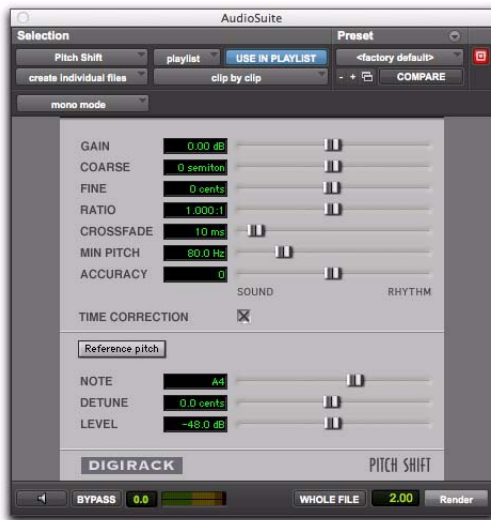 AudioSuite
Selection Preset
Pitch Shift playlist USE IN PLAYLIST <factory default>
create individual files clip by clip - + COMPARE
mono mode
GAIN 0.00 dB
COARSE 0 semiton
FINE 0 cents
RATIO 1.000:1
CROSSFADE 10 ms
MIN PITCH 80.0 Hz
ACCURACY 0
SOUND RHYTHM
TIME CORRECTION
Reference pitch
NOTE A4
DETUNE 0.0 cents
LEVEL -48.0 dB
DIGIRACK PITCH SHIFT
BYPASS 0.0 WHOLE FILE 2.00 Render